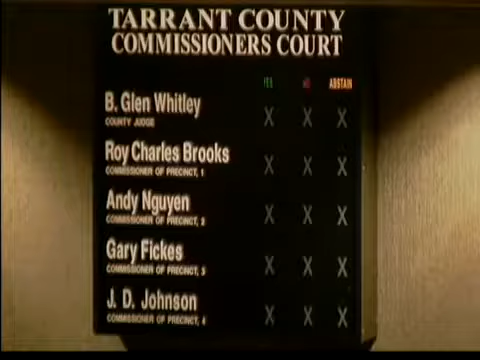 TARRANT COUNTY
COMMISSIONERS COURT
YES NO ABSTAIN
B. Glen Whitley X X X
COUNTY JUDGE
Roy Charles Brooks X X X
COMMISSIONER OF PRECINCT, 1
Andy Nguyen X X X
COMMISSIONER OF PRECINCT, 2
Gary Fickes X X X
COMMISSIONER OF PRECINCT, 3
J. D. Johnson X X X
COMMISSIONER OF PRECINCT, 4